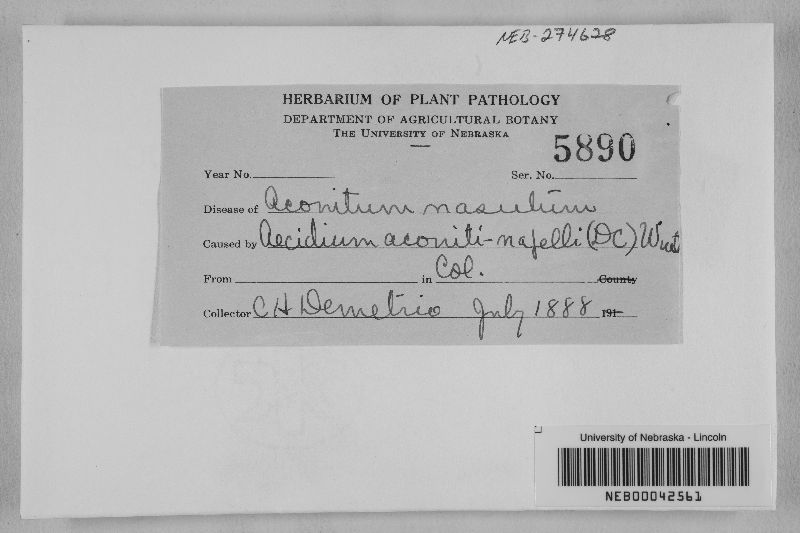 NEB-274628
HERBARIUM OF PLANT PATHOLOGY
DEPARTMENT OF AGRICULTURAL BOTANY
THE UNIVERSITY OF NEBRASKA
5890
Year No. Ser. No.
Disease of Aconitum nasutum
Caused by Aecidium aconiti-napelli (DC) Wint
From in Col. County
Collector C H Demetrio July 1888 191
University of Nebraska - Lincoln
NEB00042561